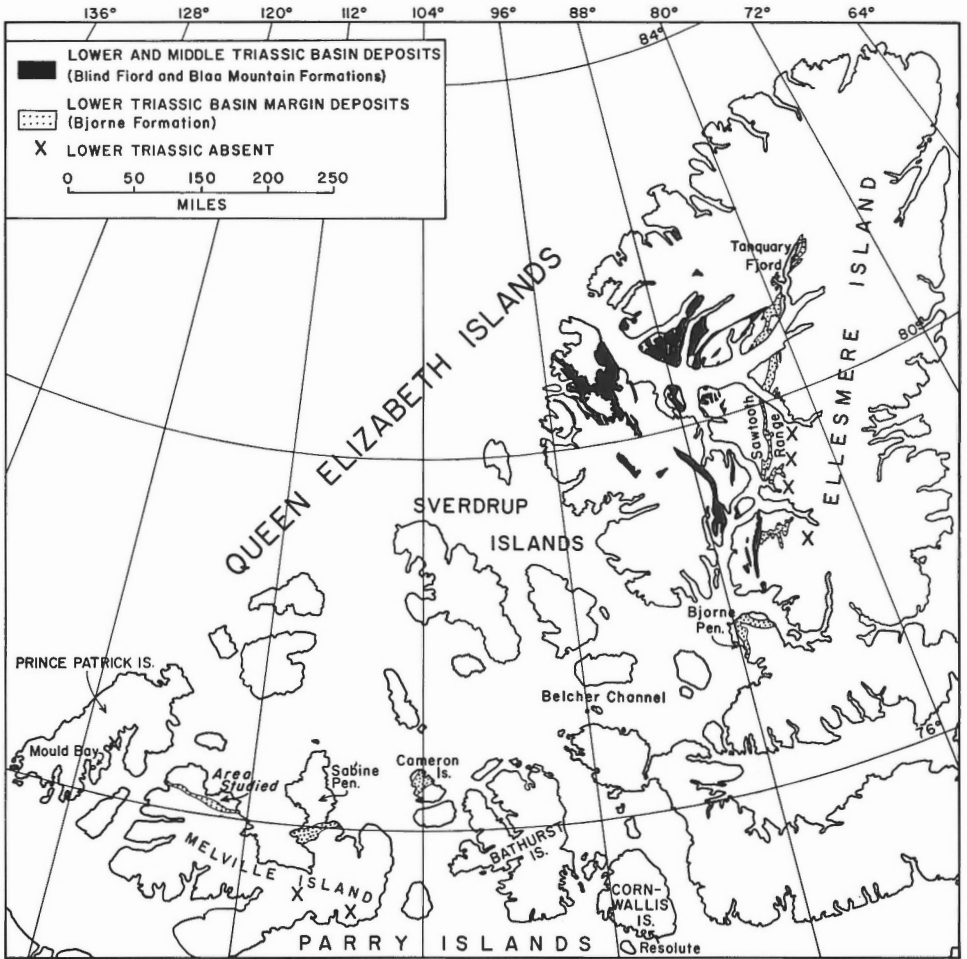 136° 128° 120° 112° 104° 96° 88° 80° 72° 64°
84°
LOWER AND MIDDLE TRIASSIC BASIN DEPOSITS
(Blind Fiord and Blaa Mountain Formations)
LOWER TRIASSIC BASIN MARGIN DEPOSITS
(Bjorne Formation)
X LOWER TRIASSIC ABSENT
0 50 100 150 200 250
MILES
QUEEN ELIZABETH ISLANDS
Tanquary
Fjord
ELLESMERE ISLAND
80°
Sawtooth
Range
X
X
X
X
SVERDRUP
ISLANDS
Bjorne
Pen.
PRINCE PATRICK IS.
Belcher Channel
76°
Mould Bay
X
Area
Studied
Sabine
Pen.
Cameron
Is.
MELVILLE ISLAND
X
X
BATHURST
IS.
CORN-
WALLIS
IS.
Resolute
PARRY ISLANDS